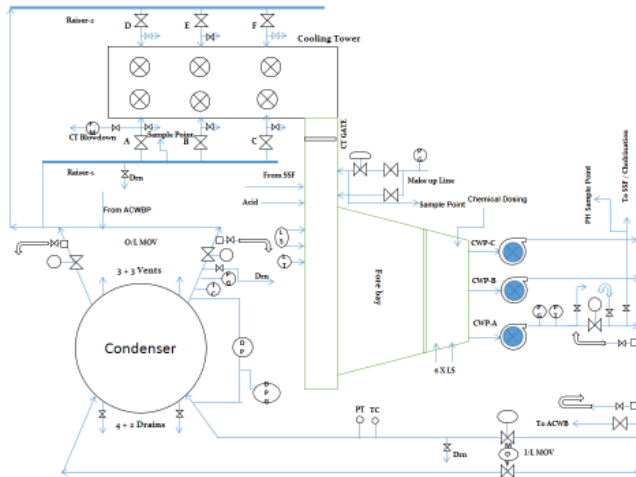 Raiser-2
D
E
F
Cooling Tower
CT Blowdown
Sample Point
A
B
C
CT GATE
Raiser-1
Drn
From SSF
From ACWBP
Acid
P
G
Make up Line
Sample Point
Chemical Dosing
PH Sample Point
To SSF / Cholrination
O/L MOV
L
S
L
T
3 + 3 Vents
Drn
P
G
T
C
Fore bay
CWP-C
CWP-B
CWP-A
P
G
P
T
Condenser
D
P
D
P
S
6 X LS
4 + 2 Drains
PT
TC
To ACWB
Drn
I/L MOV